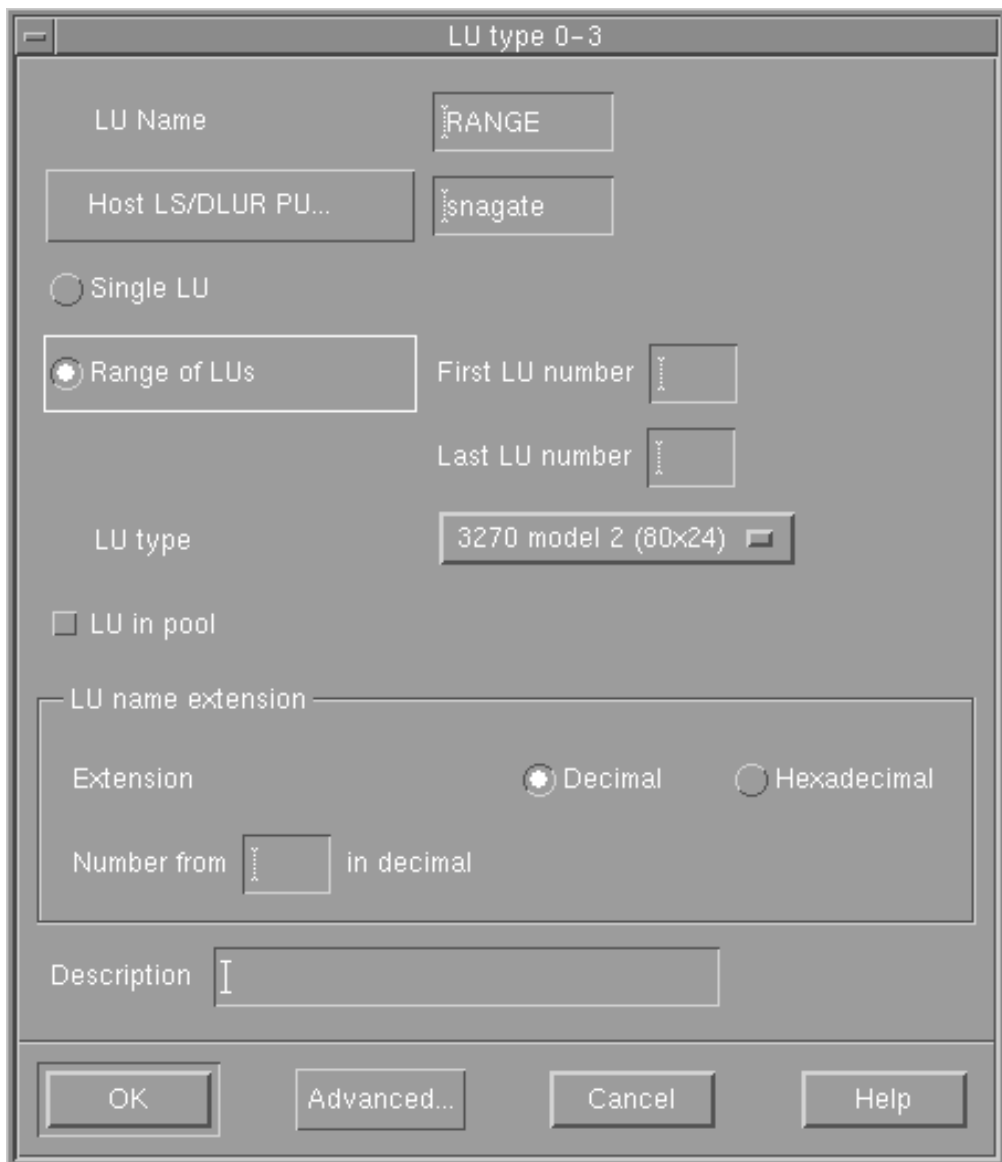 LU type 0-3
LU Name RANGE
Host LS/DLUR PU... snagate
Single LU
Range of LUs First LU number
Last LU number
LU type 3270 model 2 (80x24)
LU in pool
LU name extension
Extension Decimal Hexadecimal
Number from in decimal
Description
OK Advanced... Cancel Help